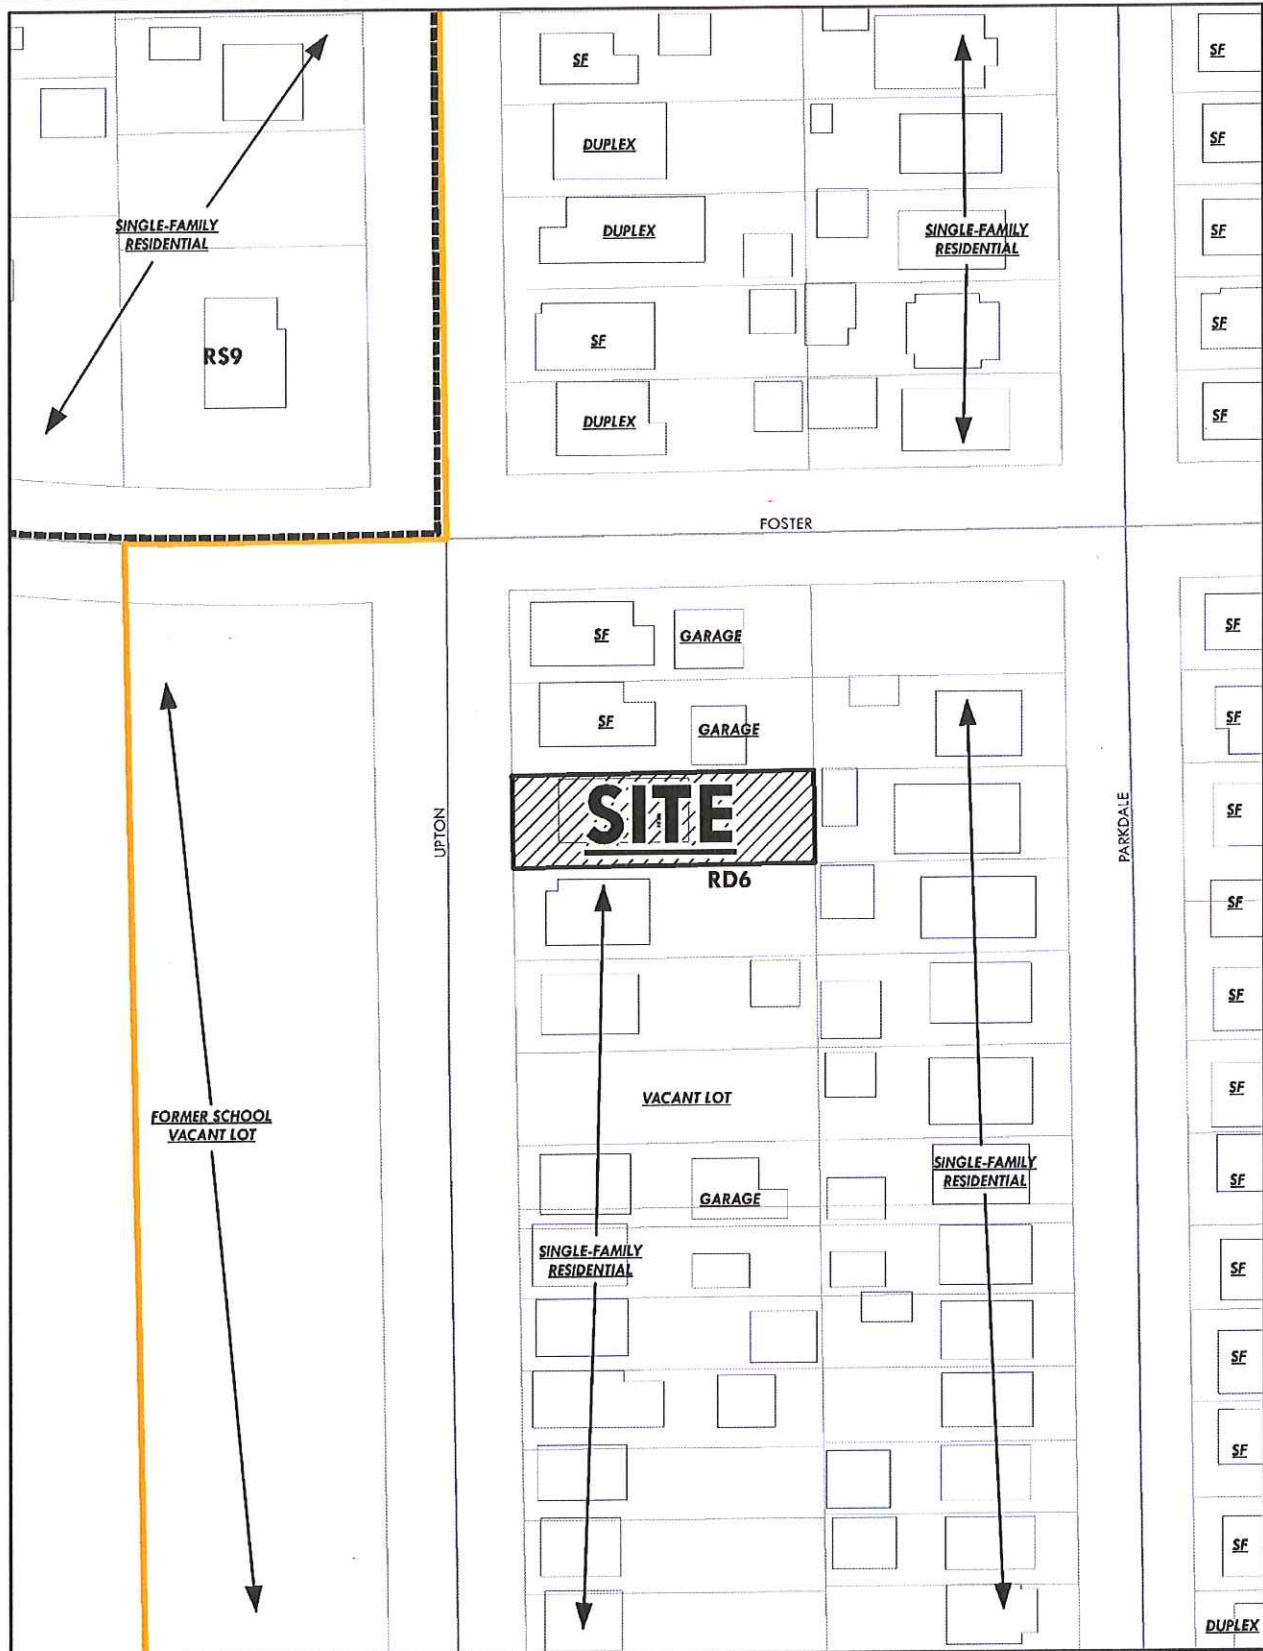 SF
SF
DUPLEX
SF
SINGLE-FAMILY
RESIDENTIAL
DUPLEX
SINGLE-FAMILY
RESIDENTIAL
SF
RS9
SF
SF
DUPLEX
SF
FOSTER
SF
GARAGE
SF
SF
GARAGE
SF
UPTON
SITE
PARKDALE
SF
RD6
SF
SF
VACANT LOT
SF
FORMER SCHOOL
VACANT LOT
SINGLE-FAMILY
RESIDENTIAL
SF
GARAGE
SINGLE-FAMILY
RESIDENTIAL
SF
SF
SF
SF
DUPLEX